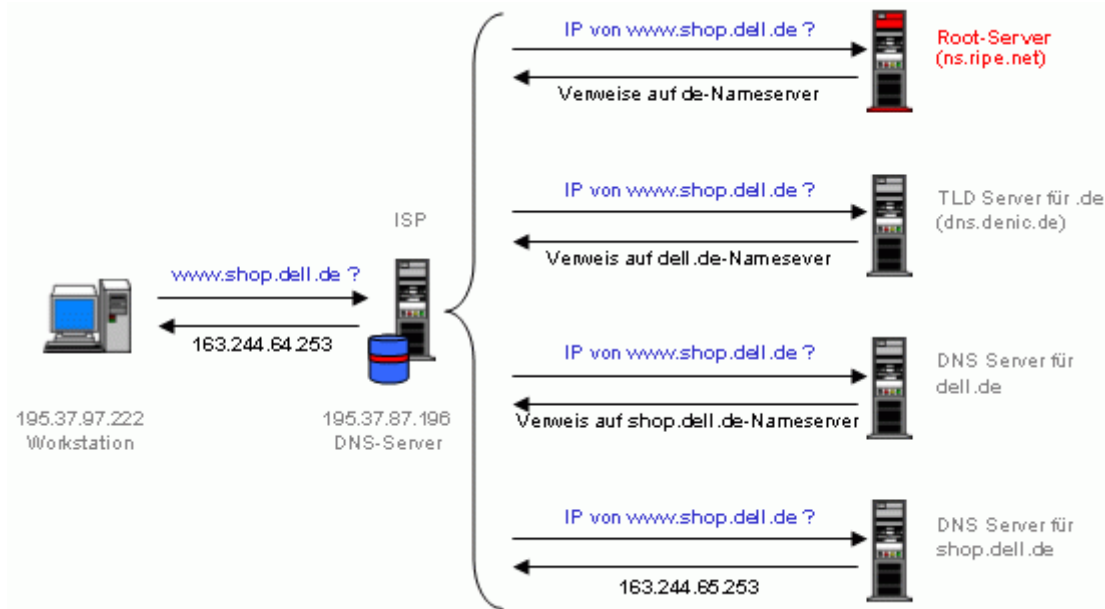 IP von www.shop.dell.de ?
Root-Server
(ns.ripe.net)
Verweise auf de-Nameserver
IP von www.shop.dell.de ?
TLD Server für .de
(dns.denic.de)
Verweis auf dell.de-Namesever
ISP
www.shop.dell.de ?
163.244.64.253
195.37.97.222
Workstation
195.37.87.196
DNS-Server
IP von www.shop.dell.de ?
DNS Server für
dell.de
Verweis auf shop.dell.de-Nameserver
IP von www.shop.dell.de ?
DNS Server für
shop.dell.de
163.244.65.253